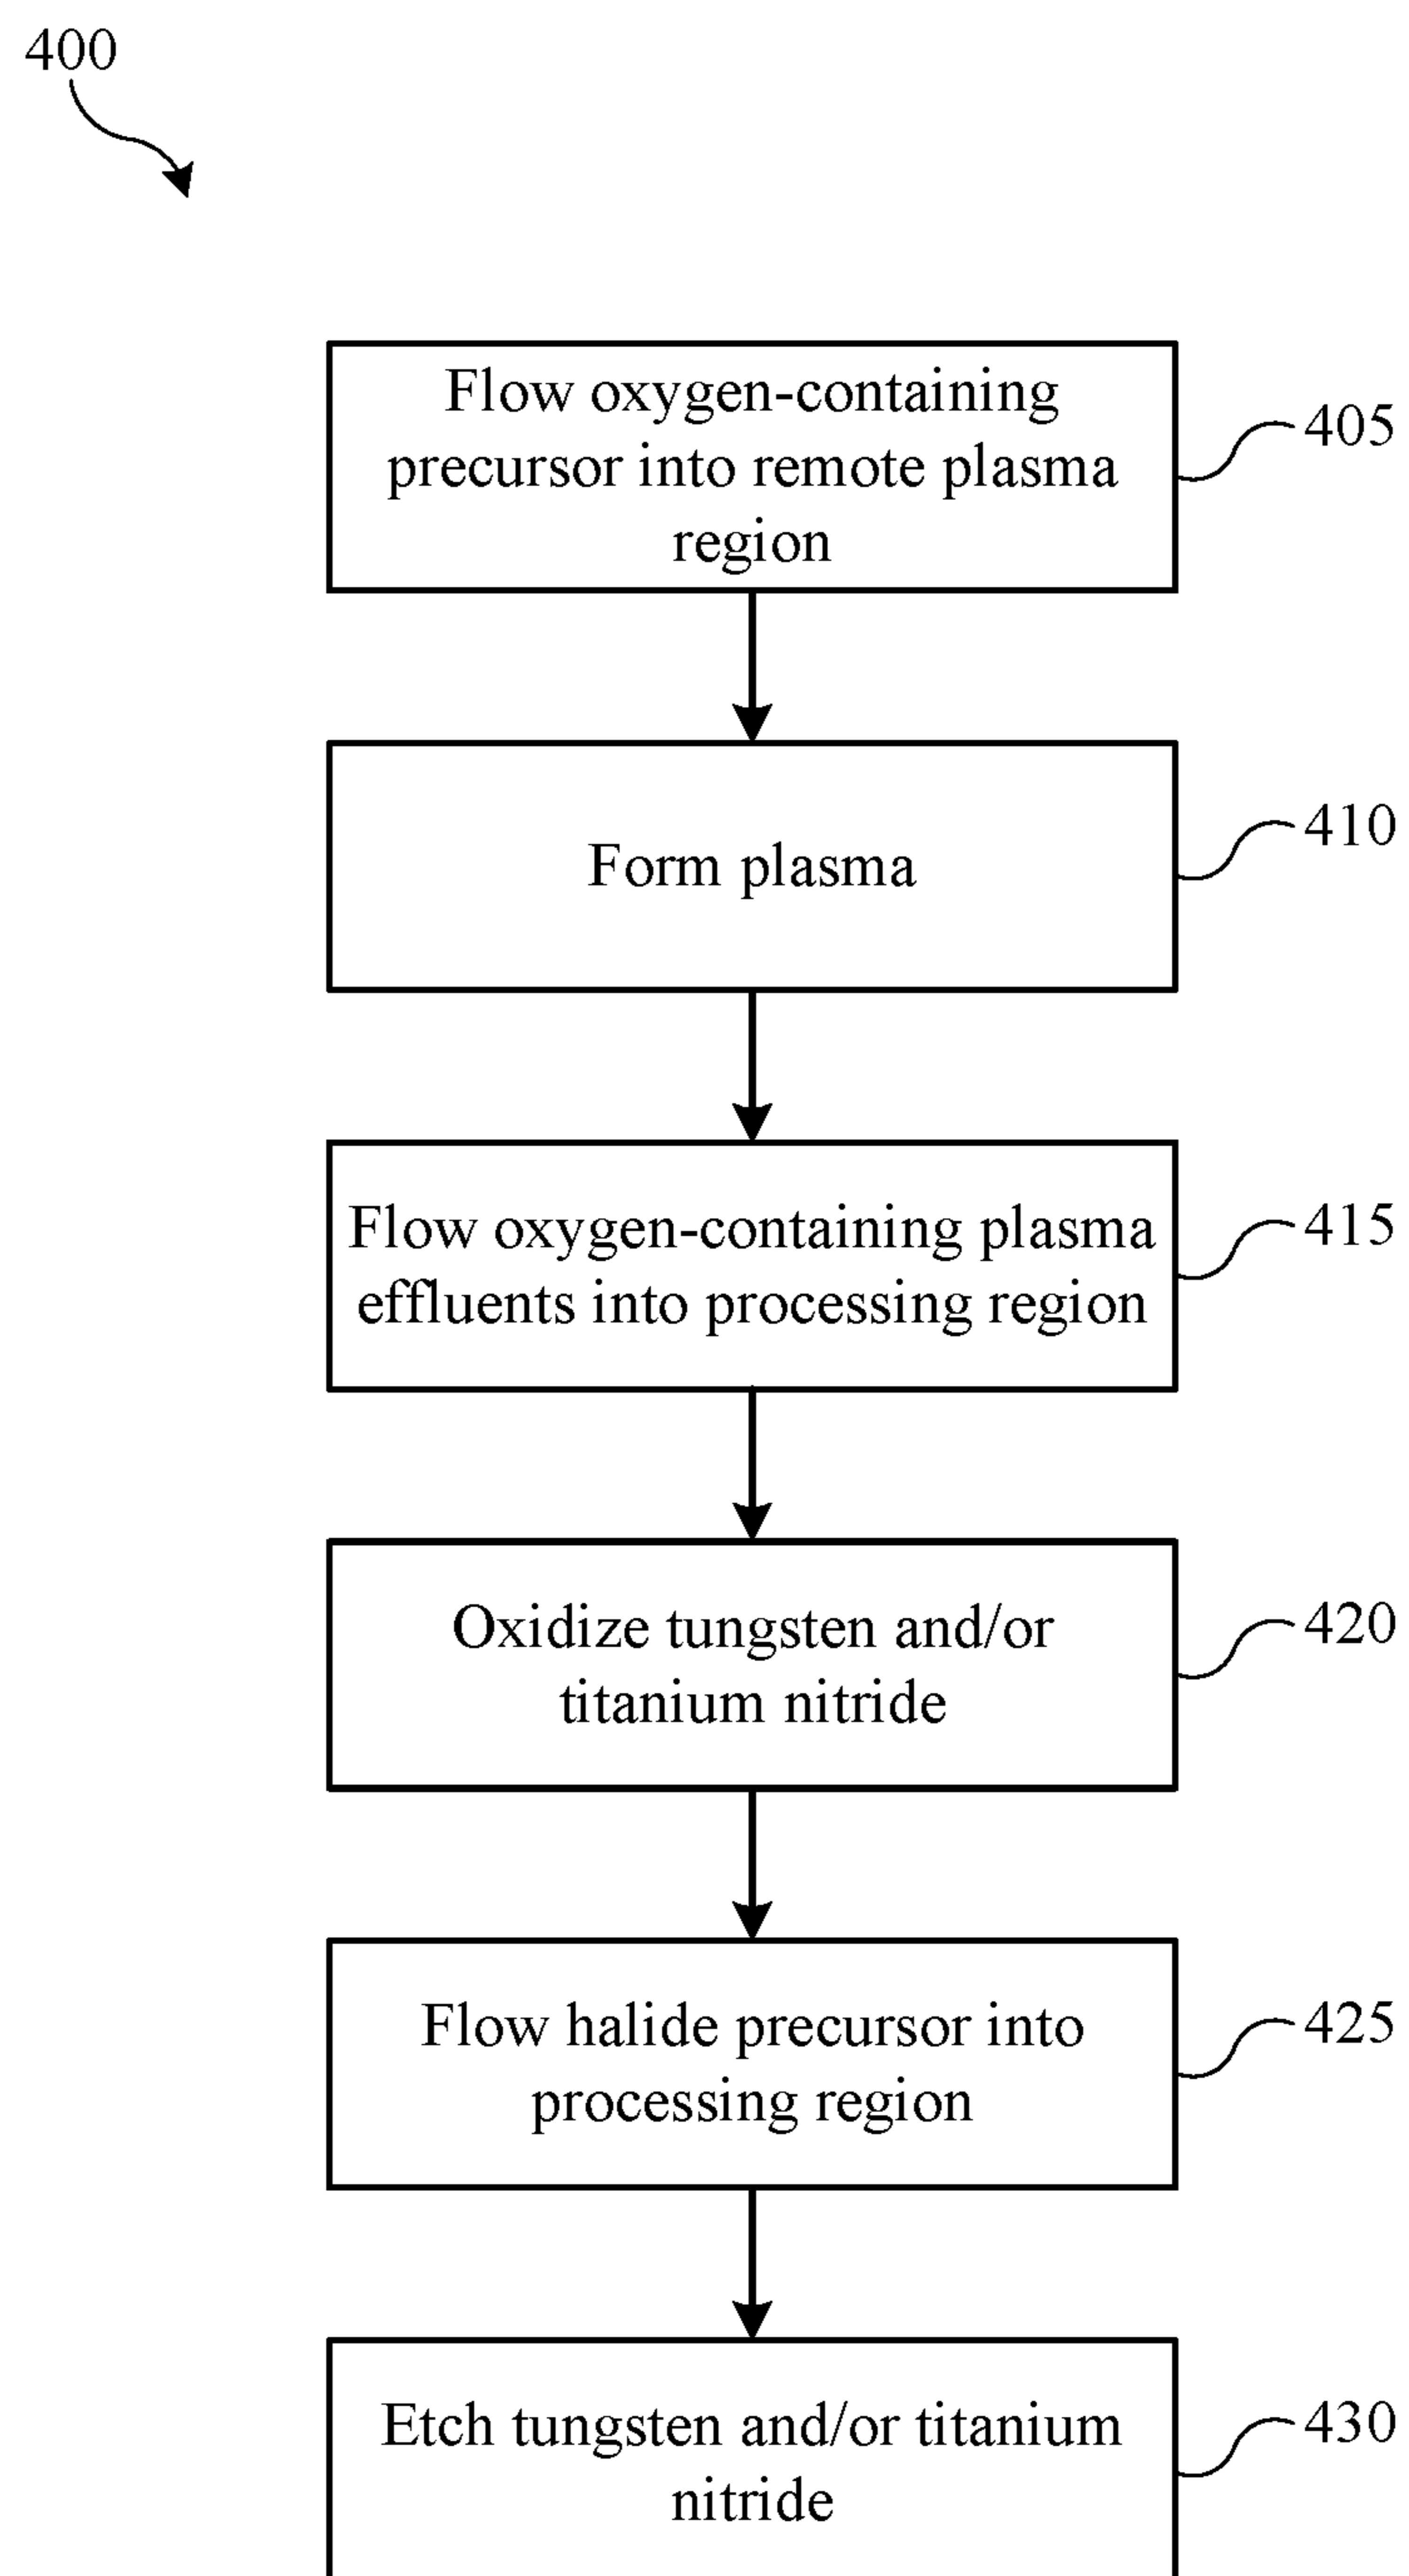 400
Flow oxygen-containing
precursor into remote plasma
region
405
Form plasma
410
Flow oxygen-containing plasma
effluents into processing region
415
Oxidize tungsten and/or
titanium nitride
420
Flow halide precursor into
processing region
425
Etch tungsten and/or titanium
nitride
430